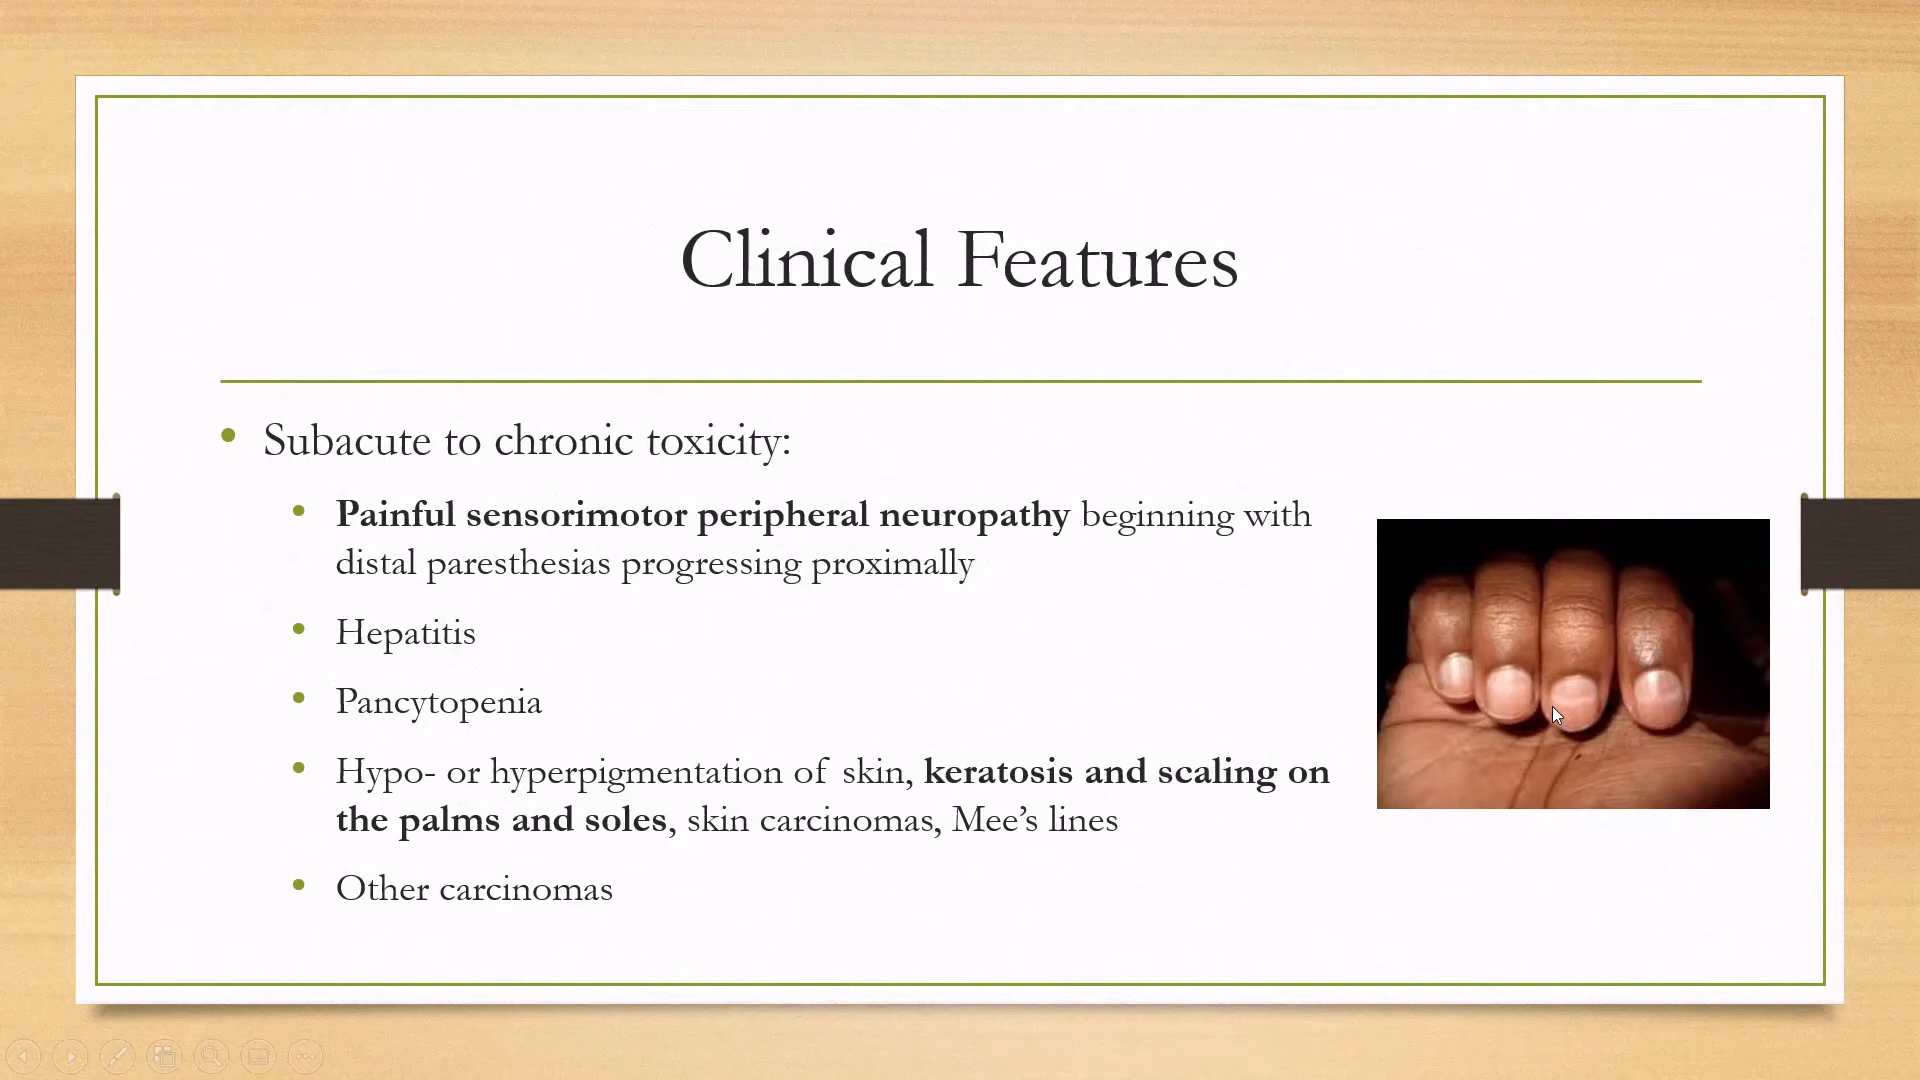 Clinical Features
• Subacute to chronic toxicity:
• Painful sensorimotor peripheral neuropathy beginning with
distal paresthesias progressing proximally
• Hepatitis
• Pancytopenia
• Hypo- or hyperpigmentation of skin, keratosis and scaling on
the palms and soles, skin carcinomas, Mee’s lines
• Other carcinomas